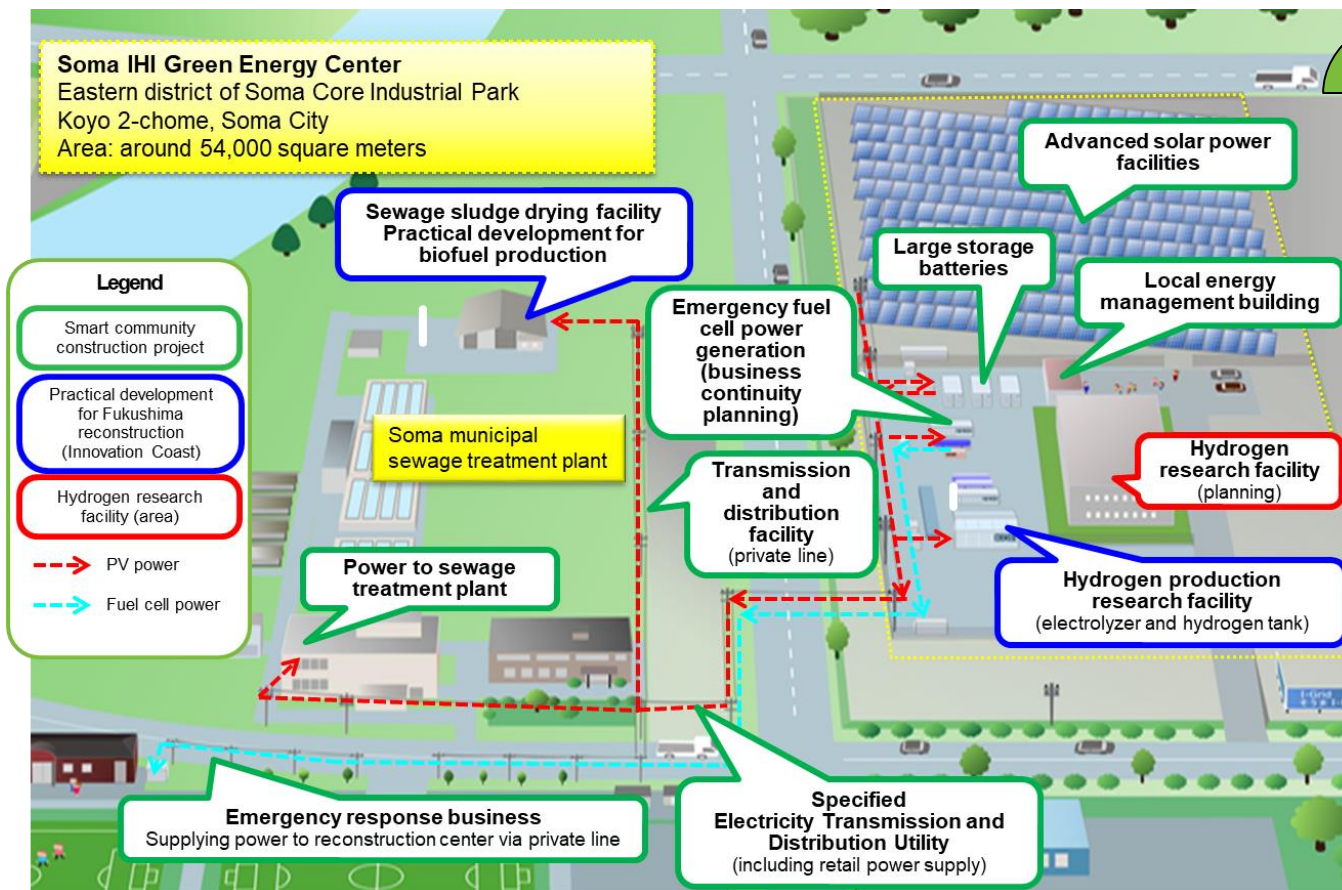 Soma IHI Green Energy Center
Eastern district of Soma Core Industrial Park
Koyo 2-chome, Soma City
Area: around 54,000 square meters
Advanced solar power
facilities
Sewage sludge drying facility
Practical development for
biofuel production
Large storage
batteries
Local energy
management building
Legend
Smart community
construction project
Practical development
for Fukushima
reconstruction
(Innovation Coast)
Hydrogen research
facility (area)
PV power
Fuel cell power
Emergency fuel
cell power
generation
(business
continuity
planning)
Soma municipal
sewage treatment plant
Transmission
and
distribution
facility
(private line)
Hydrogen
research facility
(planning)
Power to sewage
treatment plant
Hydrogen production
research facility
(electrolyzer and hydrogen tank)
Emergency response business
Supplying power to reconstruction center via private line
Specified
Electricity Transmission and
Distribution Utility
(including retail power supply)